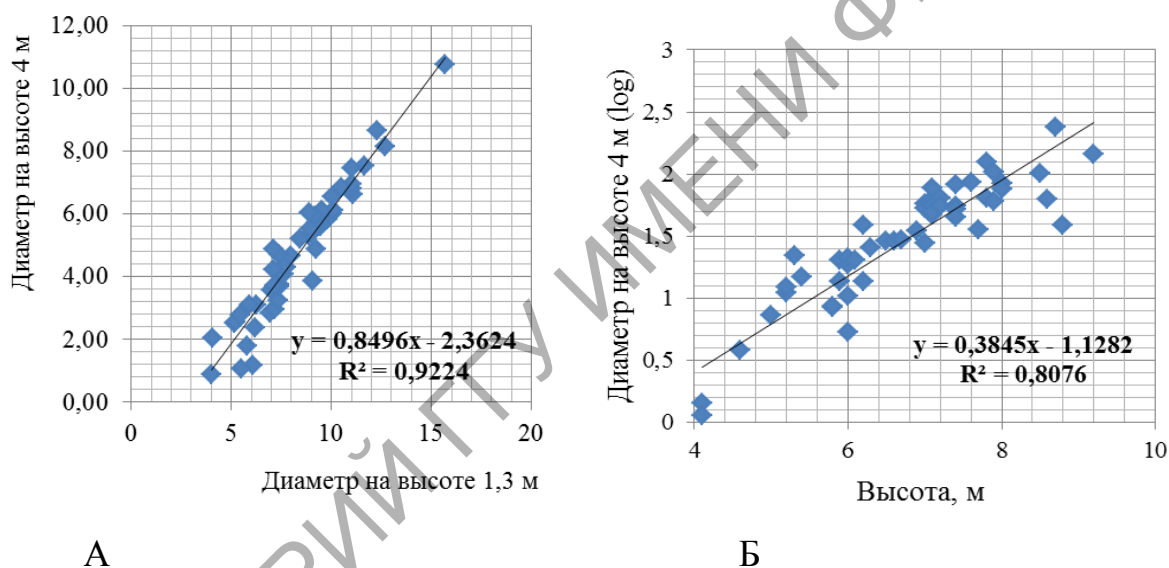 12,00
10,00
8,00
6,00
4,00
2,00
0,00
0
5
10
15
20
Диаметр на высоте 4 м
Диаметр на высоте 1,3 м
y = 0,8496x - 2,3624
R² = 0,9224
А
3
2,5
2
1,5
1
0,5
0
4
6
8
10
Диаметр на высоте 4 м (log)
Высота, м
y = 0,3845x - 1,1282
R² = 0,8076
Б
РИЙ ГГУ ИМЕНИ Ф